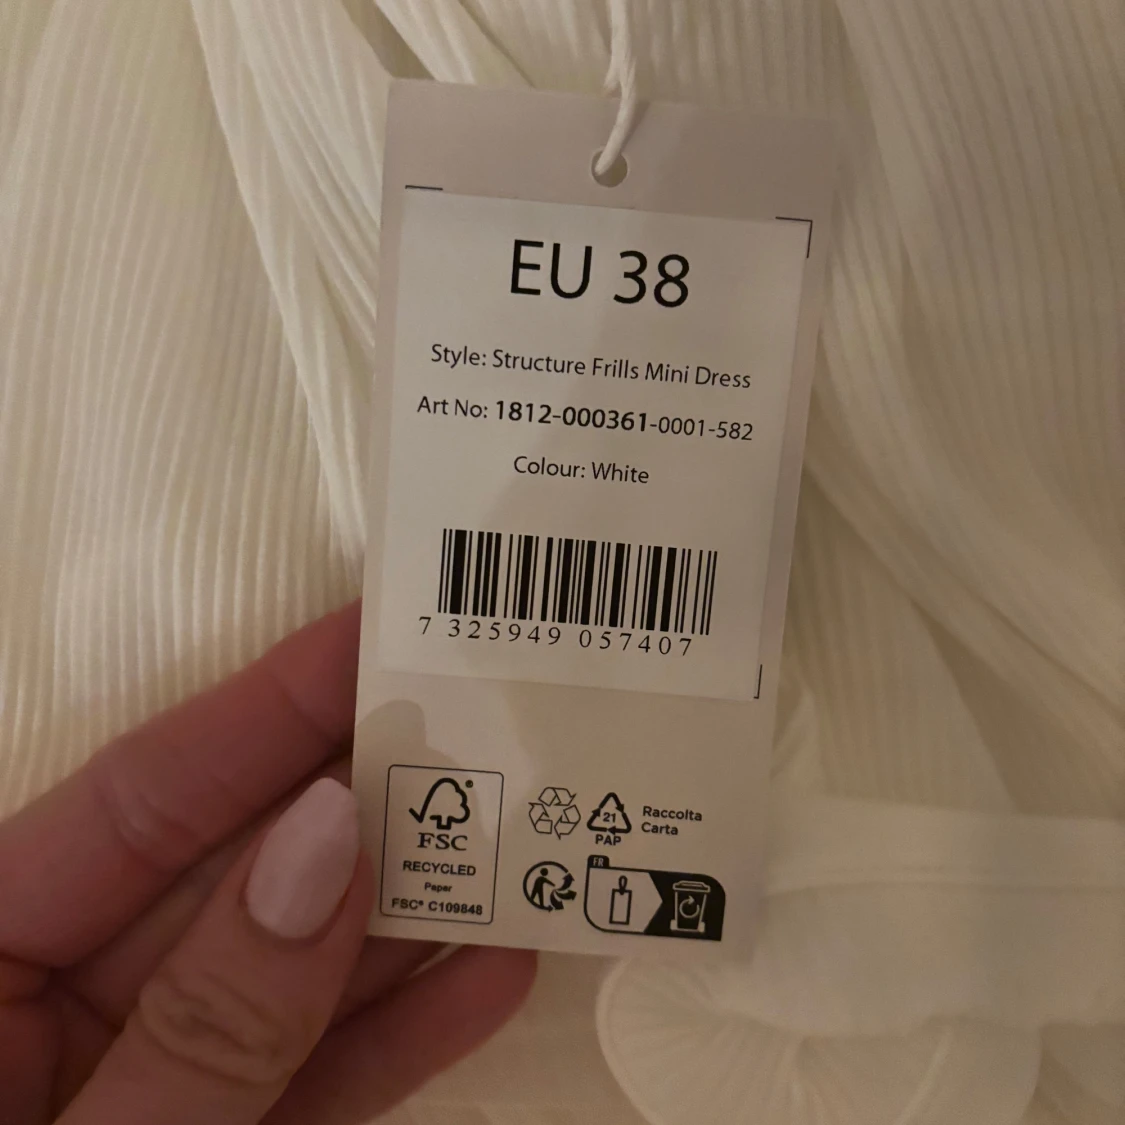 EU 38
Style: Structure Frills Mini Dress
Art No: 1812-000361-0001-582
Colour: White
7 325949 057407
FSC®
RECYCLED
Paper
FSC® C109848
21
PAP
Raccolta
Carta
FR